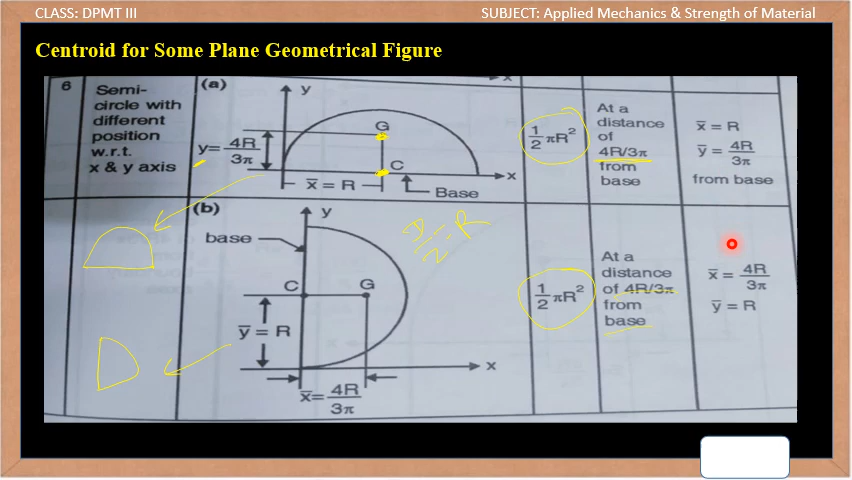 CLASS: DPMT III
SUBJECT: Applied Mechanics & Strength of Material
Centroid for Some Plane Geometrical Figure
6
Semi-
circle with
different
position
w.r.t.
x & y axis
(a)
x
y
G
y= 4R/3π
C
x
x̅ = R
Base
1/2 πR²
At a
distance
of
4R/3π
from
base
x̅ = R
y̅ = 4R/3π
from base
(b)
y
base
D/2 = R
C
G
y̅ = R
x
x̅= 4R/3π
1/2 πR²
At a
distance
of 4R/3π
from
base
x̅ = 4R/3π
y̅ = R